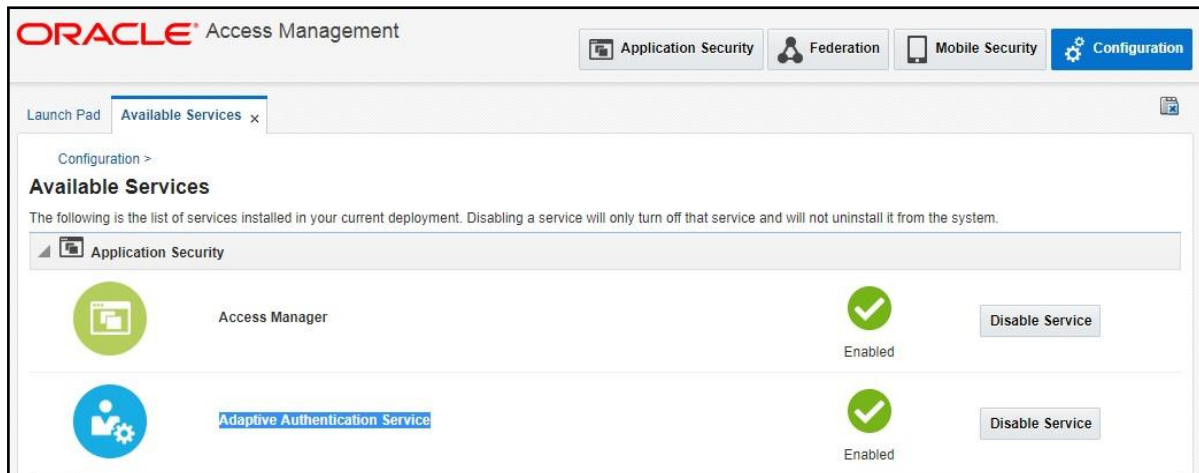 ORACLE Access Management
Application Security
Federation
Mobile Security
Configuration
Launch Pad
Available Services x
Configuration >
Available Services
The following is the list of services installed in your current deployment. Disabling a service will only turn off that service and will not uninstall it from the system.
Application Security
Access Manager
Enabled
Disable Service
Adaptive Authentication Service
Enabled
Disable Service